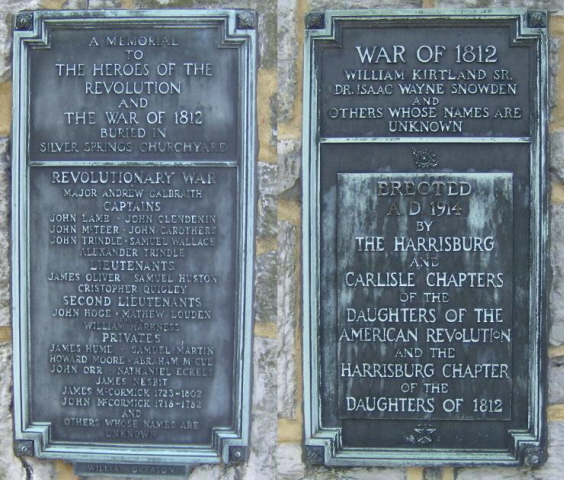 A MEMORIAL
TO
THE HEROES OF THE
REVOLUTION
AND
THE WAR OF 1812
BURIED IN
SILVER SPRINGS CHURCHYARD
REVOLUTIONARY WAR
MAJOR ANDREW GALBRAITH
CAPTAINS
JOHN LAMB · JOHN CLENDENIN
JOHN McTEER · JOHN CAROTHERS
JOHN TRINDLE · SAMUEL WALLACE
ALEXANDER TRINDLE
LIEUTENANTS
JAMES OLIVER · SAMUEL HUSTON
CRISTOPHER QUIGLEY
SECOND LIEUTENANTS
JOHN HOGE · MATHEW LOUDEN
WILLIAM HARKNESS
PRIVATES
JAMES HUME · SAMUEL MARTIN
HOWARD MOORE · ABRAHAM McCUE
JOHN ORR · NATHANIEL ECKELS
JAMES NESBIT
JAMES McCORMICK 1723-1802
JOHN McCORMICK 1718-1782
AND
OTHERS WHOSE NAMES ARE
UNKNOWN
WILLIAM
WAR OF 1812
WILLIAM KIRTLAND SR.
DR. ISAAC WAYNE SNOWDEN
AND
OTHERS WHOSE NAMES ARE
UNKNOWN
ERECTED
A D 1914
BY
THE HARRISBURG
AND
CARLISLE CHAPTERS
OF THE
DAUGHTERS OF THE
AMERICAN REVOLUTION
AND THE
HARRISBURG CHAPTER
OF THE
DAUGHTERS OF 1812